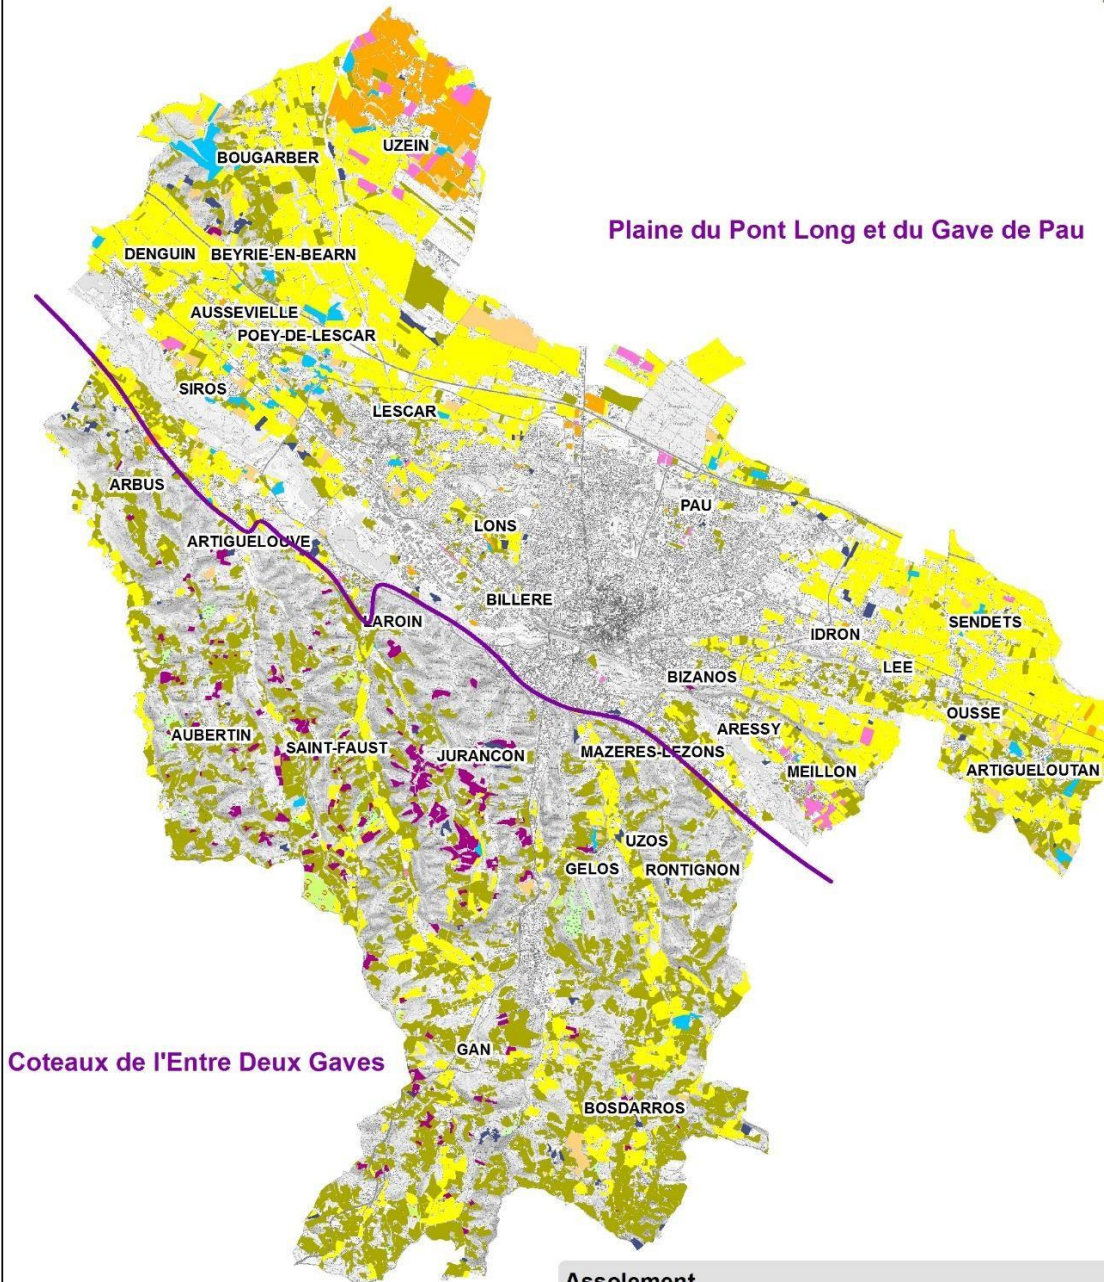 UZEIN
BOUGARBER
Plaine du Pont Long et du Gave de Pau
DENGUIN
BEYRIE-EN-BEARN
AUSSEVIELLE
POEY-DE-LESCAR
SIROS
LESCAR
ARBUS
PAU
LONS
ARTIGUELOUVE
BILLERE
LAROIN
SENDETS
IDRON
LEE
BIZANOS
OUSSE
ARESSY
AUBERTIN
SAINT-FAUST
JURANCON
MAZERES-LEZONS
MEILLON
ARTIGUELOUTAN
UZOS
GELOS
RONTIGNON
GAN
Coteaux de l'Entre Deux Gaves
BOSDARROS
Assolement